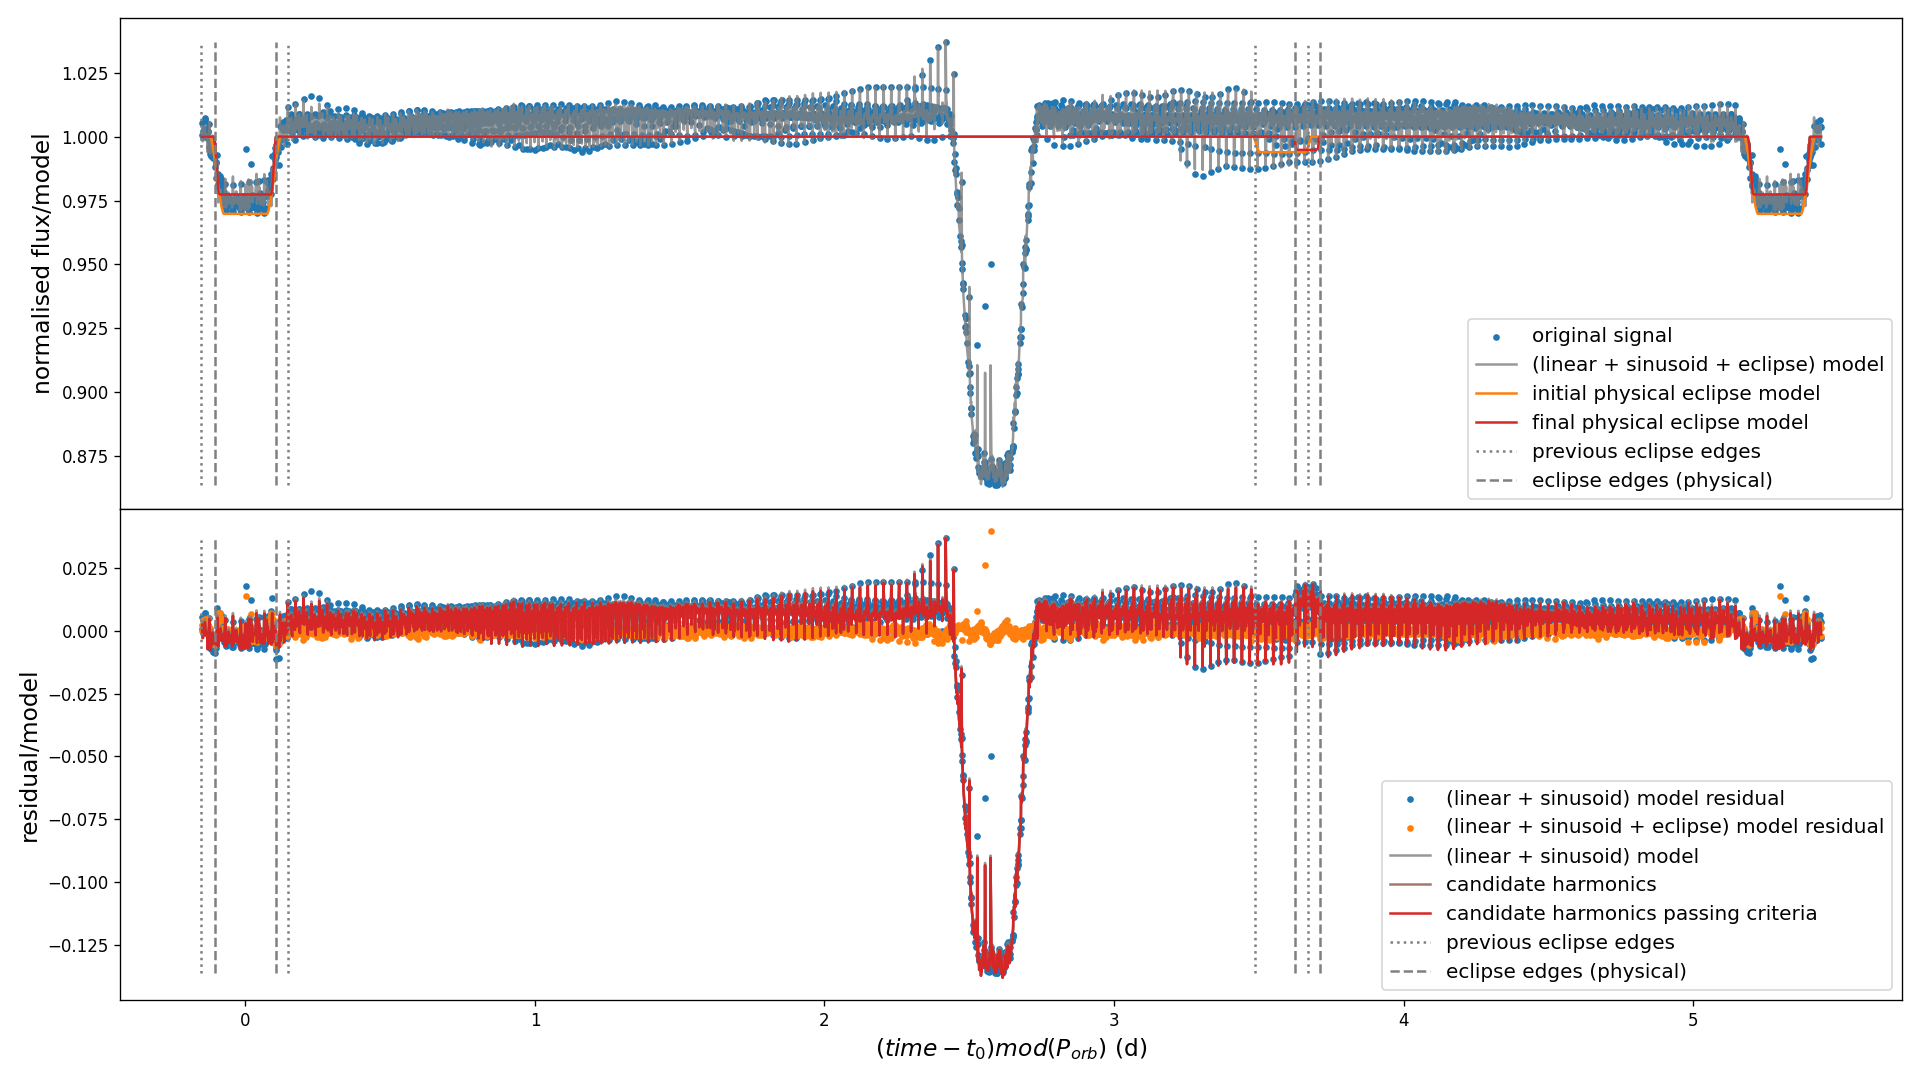 normalised flux/model
1.025
1.000
0.975
0.950
0.925
0.900
0.875
original signal
(linear + sinusoid + eclipse) model
initial physical eclipse model
final physical eclipse model
previous eclipse edges
eclipse edges (physical)
residual/model
0.025
0.000
−0.025
−0.050
−0.075
−0.100
−0.125
(linear + sinusoid) model residual
(linear + sinusoid + eclipse) model residual
(linear + sinusoid) model
candidate harmonics
candidate harmonics passing criteria
previous eclipse edges
eclipse edges (physical)
0 1 2 3 4 5
(time − t₀)mod(P_orb) (d)